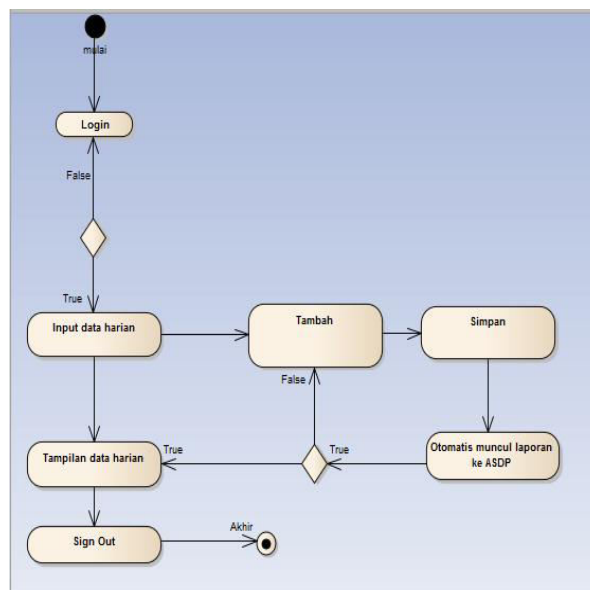 mulai
Login
False
True
Input data harian
Tambah
Simpan
False
Tampilan data harian
True
True
Otomatis muncul laporan
ke ASDP
Sign Out
Akhir